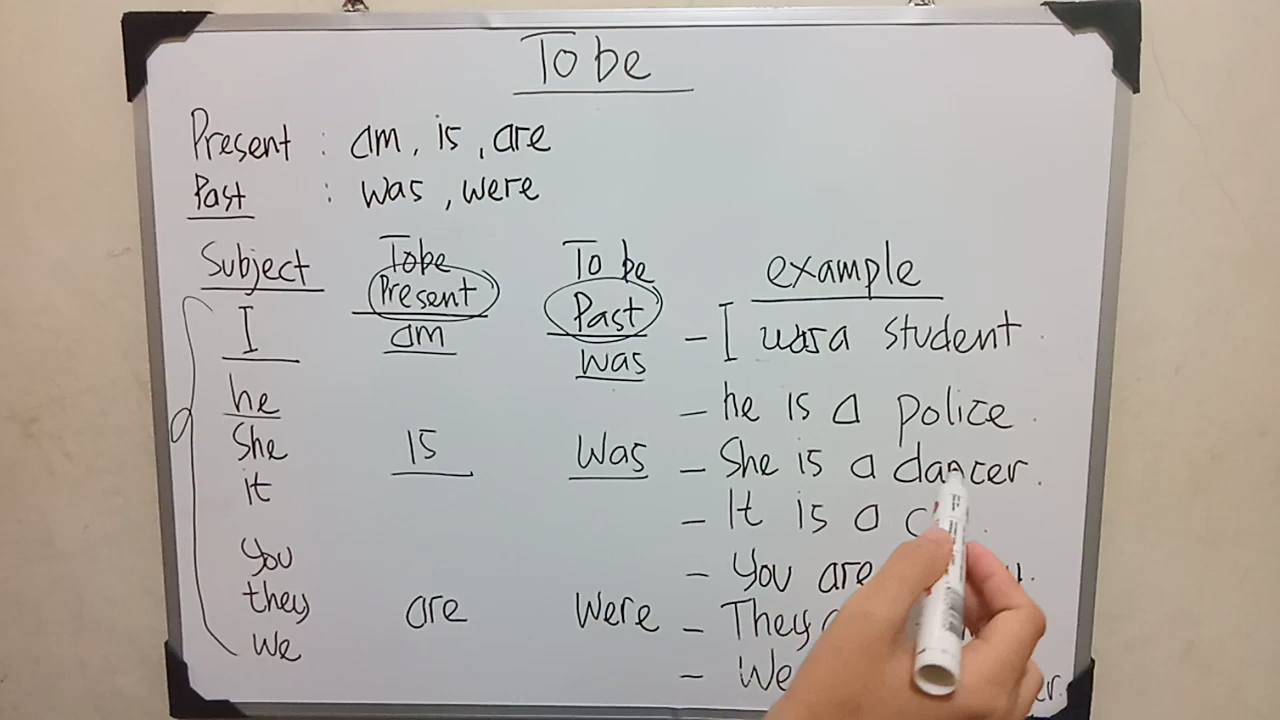 To be
Present : am, is, are
Past : was, were
Subject Tobe Present To be Past example
I am was - I was a student
he - he is a police.
She is was - She is a dancer.
it - It is a
you - You are
they are were - They
we - We